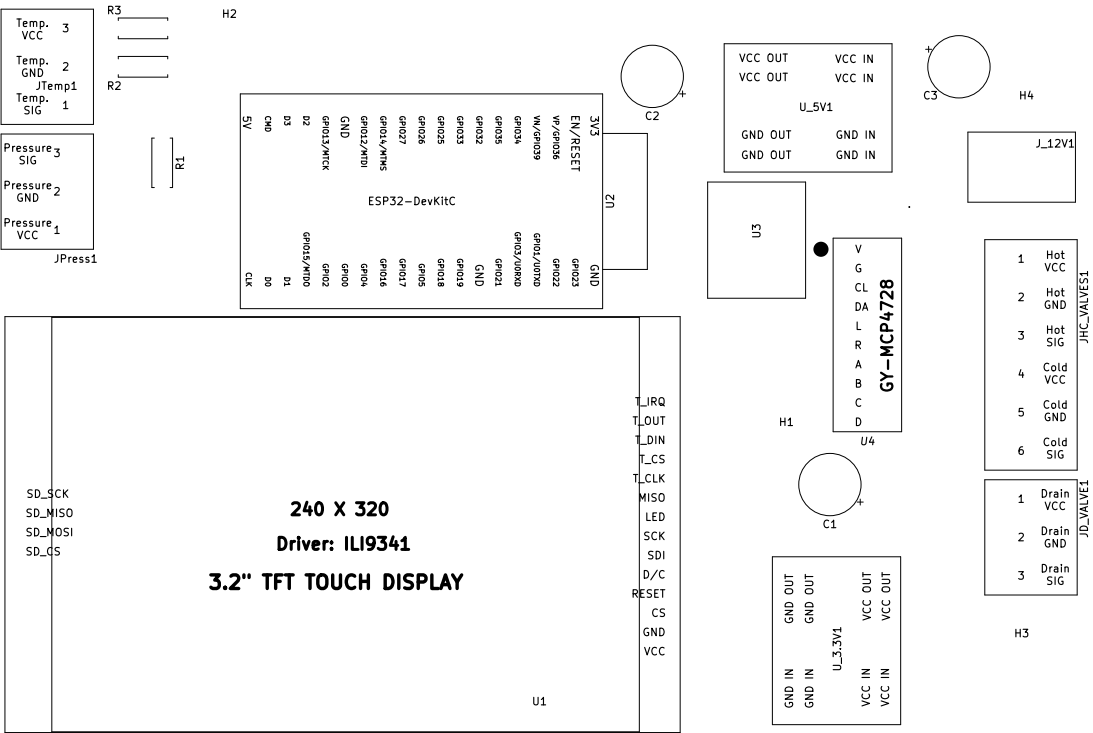 Temp.
VCC 3
Temp.
GND 2
JTemp1
Temp.
SIG 1
R3
R2
H2
Pressure 3
SIG
Pressure 2
GND
Pressure 1
VCC
JPress1
R1
5V
CMD
D3
D2
GPIO13/MTCK
GND
GPIO12/MTDI
GPIO14/MTMS
GPIO27
GPIO26
GPIO25
GPIO33
GPIO32
GPIO35
GPIO34
VN/GPIO39
VP/GPIO36
EN/RESET
3V3
ESP32-DevKitC
U2
CLK
D0
D1
GPIO15/MTDO
GPIO2
GPIO0
GPIO4
GPIO16
GPIO17
GPIO5
GPIO18
GPIO19
GND
GPIO21
GPIO3/U0RXD
GPIO1/U0TXD
GPIO22
GPIO23
GND
+
C2
VCC OUT VCC IN
VCC OUT VCC IN
U_5V1
GND OUT GND IN
GND OUT GND IN
+
C3
H4
J_12V1
U3
V
G
CL
DA
L
R
A
B
C
D
GY-MCP4728
U4
1 Hot
VCC
2 Hot
GND
3 Hot
SIG
4 Cold
VCC
5 Cold
GND
6 Cold
SIG
JHC_VALVES1
H1
+
C1
1 Drain
VCC
2 Drain
GND
3 Drain
SIG
JD_VALVE1
H3
GND OUT
GND OUT
VCC OUT
VCC OUT
U_3.3V1
GND IN
GND IN
VCC IN
VCC IN
SD_SCK
SD_MISO
SD_MOSI
SD_CS
240 X 320
Driver: ILI9341
3.2" TFT TOUCH DISPLAY
T_IRQ
T_OUT
T_DIN
T_CS
T_CLK
MISO
LED
SCK
SDI
D/C
RESET
CS
GND
VCC
U1